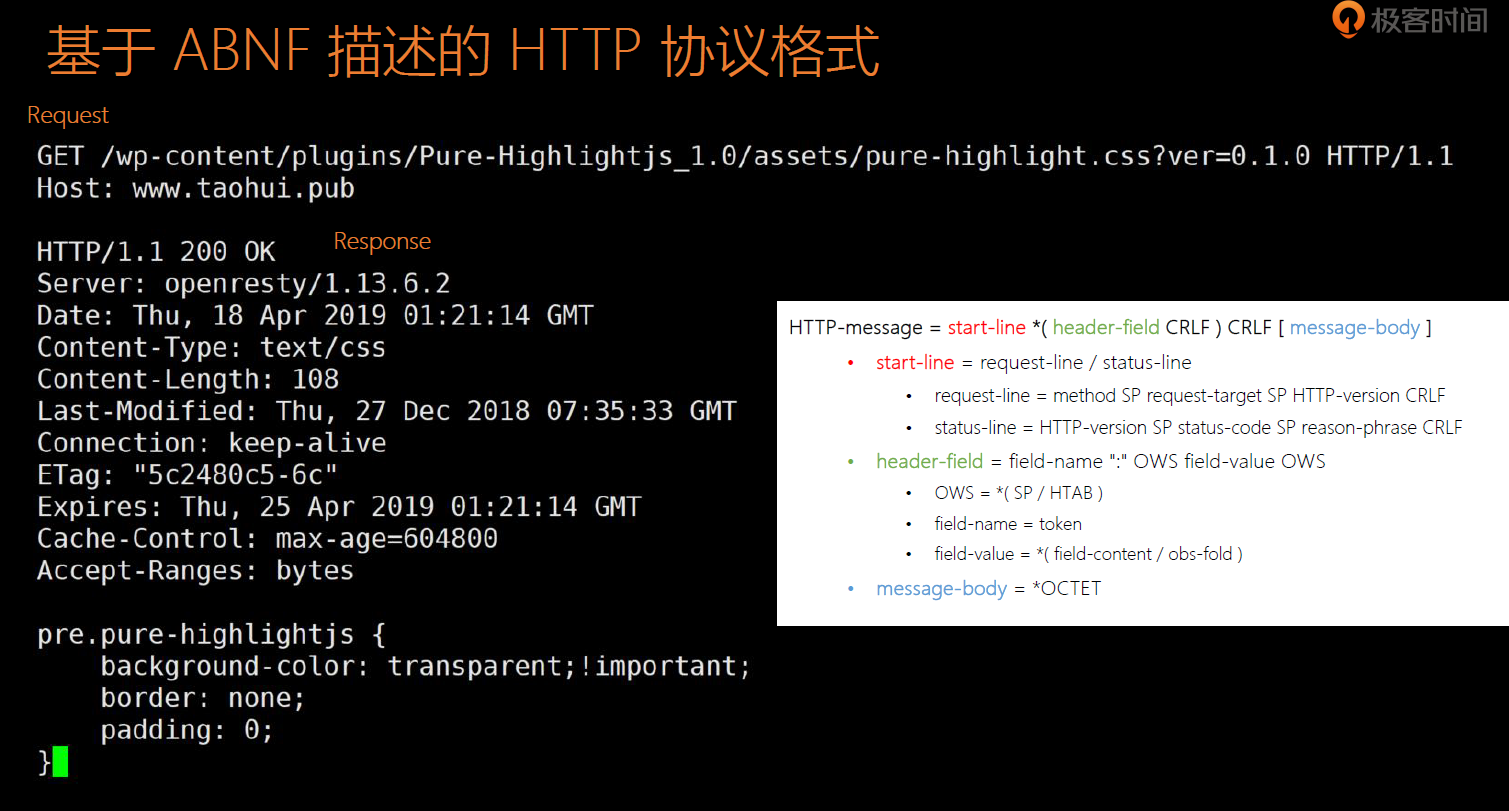 极客时间
基于 ABNF 描述的 HTTP 协议格式
Request
GET /wp-content/plugins/Pure-Highlightjs_1.0/assets/pure-highlight.css?ver=0.1.0 HTTP/1.1
Host: www.taohui.pub
Response
HTTP/1.1 200 OK
Server: openresty/1.13.6.2
Date: Thu, 18 Apr 2019 01:21:14 GMT
Content-Type: text/css
Content-Length: 108
Last-Modified: Thu, 27 Dec 2018 07:35:33 GMT
Connection: keep-alive
ETag: "5c2480c5-6c"
Expires: Thu, 25 Apr 2019 01:21:14 GMT
Cache-Control: max-age=604800
Accept-Ranges: bytes
pre.pure-highlightjs {
    background-color: transparent;!important;
    border: none;
    padding: 0;
}
HTTP-message = start-line *( header-field CRLF ) CRLF [ message-body ]
• start-line = request-line / status-line
• request-line = method SP request-target SP HTTP-version CRLF
• status-line = HTTP-version SP status-code SP reason-phrase CRLF
• header-field = field-name ":" OWS field-value OWS
• OWS = *( SP / HTAB )
• field-name = token
• field-value = *( field-content / obs-fold )
• message-body = *OCTET